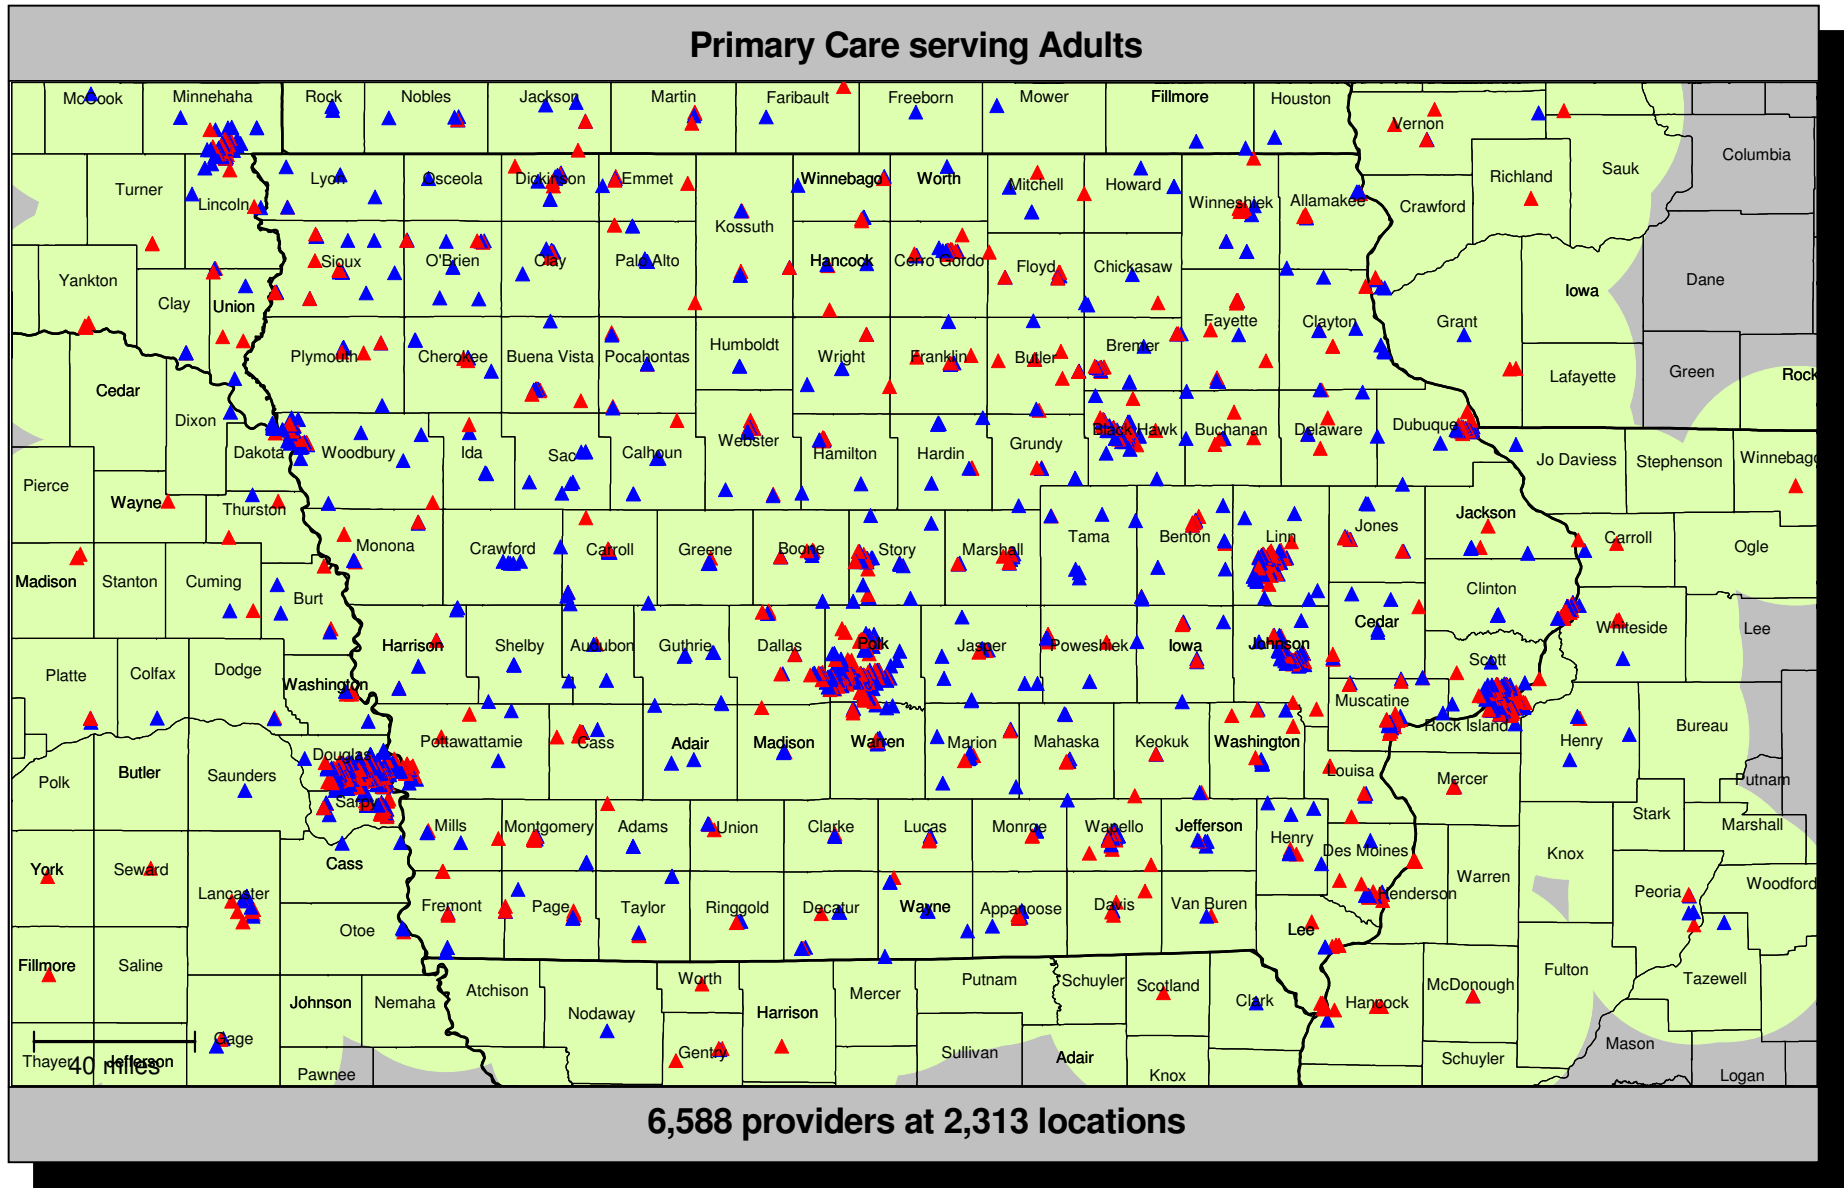 Primary Care serving Adults
McCook Minnehaha Rock Nobles Jackson Martin Faribault Freeborn Mower Fillmore Houston
Vernon
Columbia
Richland Sauk
Turner Lincoln Lyon Osceola Dickinson Emmet Winnebago Worth Mitchell Howard Winneshiek Allamakee Crawford
Kossuth
Yankton Clay Union Sioux O'Brien Clay Palo Alto Hancock Cerro Gordo Floyd Chickasaw Iowa Dane
Fayette Clayton Grant
Plymouth Cherokee Buena Vista Pocahontas Humboldt Wright Franklin Butler Bremer
Lafayette Green Rock
Cedar
Dixon
Dakota Woodbury Ida Sac Calhoun Webster Hamilton Hardin Grundy Black Hawk Buchanan Delaware Dubuque
Jo Daviess Stephenson Winnebago
Pierce
Wayne Thurston
Jackson
Monona Crawford Carroll Greene Boone Story Marshall Tama Benton Linn Jones
Carroll Ogle
Madison Stanton Cuming Burt
Clinton
Harrison Shelby Audubon Guthrie Dallas Polk Jasper Poweshiek Iowa Johnson Cedar
Whiteside Lee
Scott
Platte Colfax Dodge
Washington
Muscatine Rock Island
Henry Bureau
Pottawattamie Cass Adair Madison Warren Marion Mahaska Keokuk Washington
Douglas
Louisa
Polk Butler Saunders
Sarpy
Mercer
Putnam
Stark
Marshall
Mills Montgomery Adams Union Clarke Lucas Monroe Wapello Jefferson Henry Des Moines
Knox
York Seward Cass
Lancaster
Warren
Henderson
Peoria Woodford
Fremont Page Taylor Ringgold Decatur Wayne Appanoose Davis Van Buren
Lee
Otoe
Fillmore Saline
Fulton
Tazewell
Johnson Nemaha Atchison Worth Mercer Putnam Schuyler Scotland Clark Hancock McDonough
Nodaway Harrison
Gage
Gentry Sullivan Adair Schuyler Mason
Thayer Jefferson
40 miles
Pawnee Knox Logan
6,588 providers at 2,313 locations